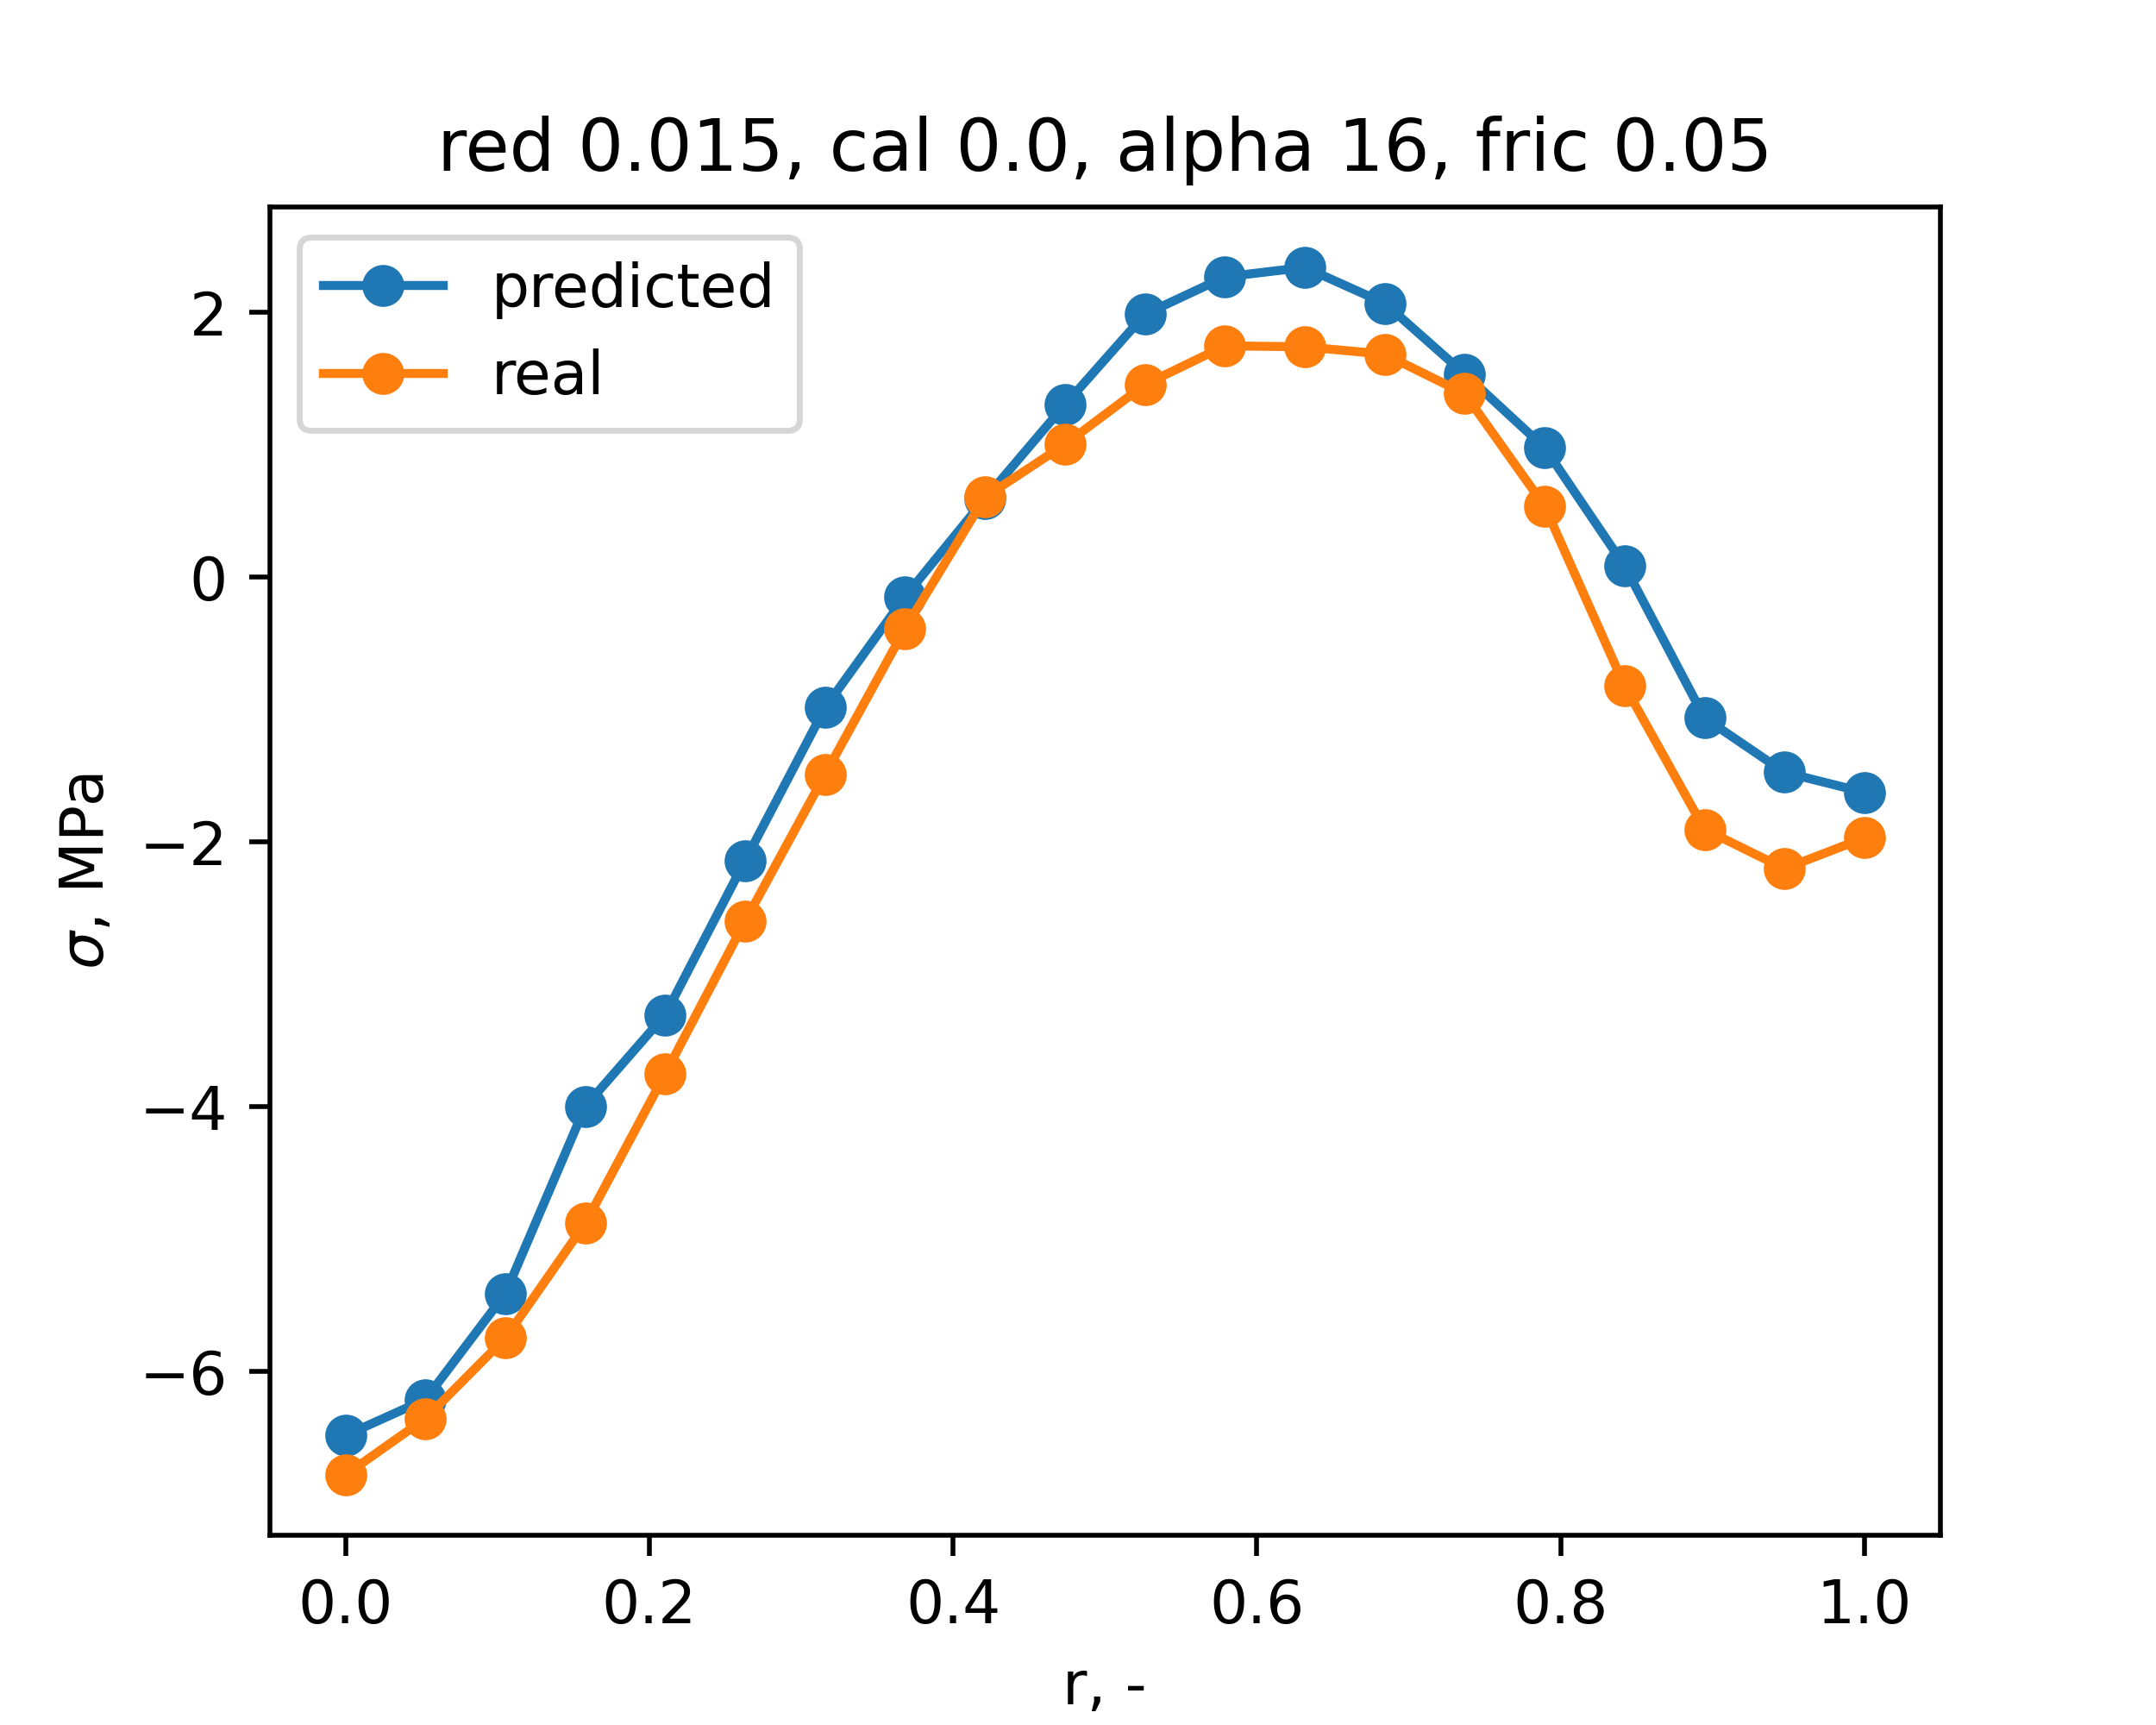 red 0.015, cal 0.0, alpha 16, fric 0.05
predicted
real
2
0
−2
−4
−6
σ, MPa
0.0 0.2 0.4 0.6 0.8 1.0
r, -